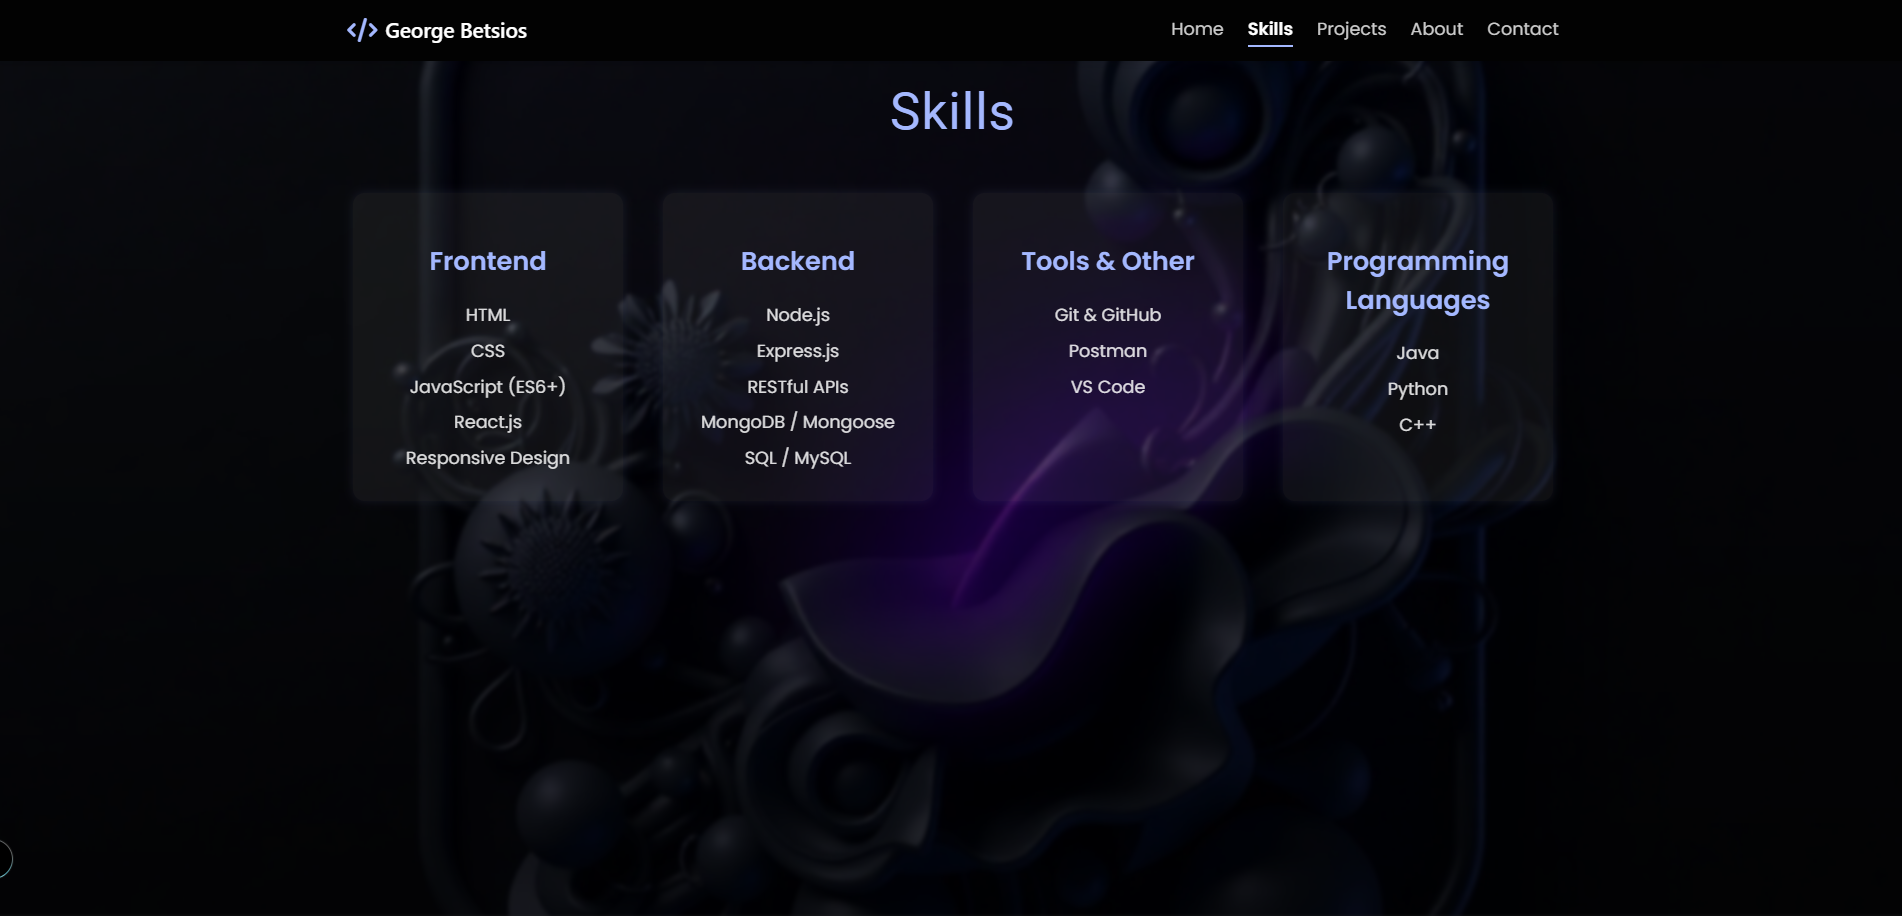 </> George Betsios
Home Skills Projects About Contact
Skills
Frontend
HTML
CSS
JavaScript (ES6+)
React.js
Responsive Design
Backend
Node.js
Express.js
RESTful APIs
MongoDB / Mongoose
SQL / MySQL
Tools & Other
Git & GitHub
Postman
VS Code
Programming
Languages
Java
Python
C++